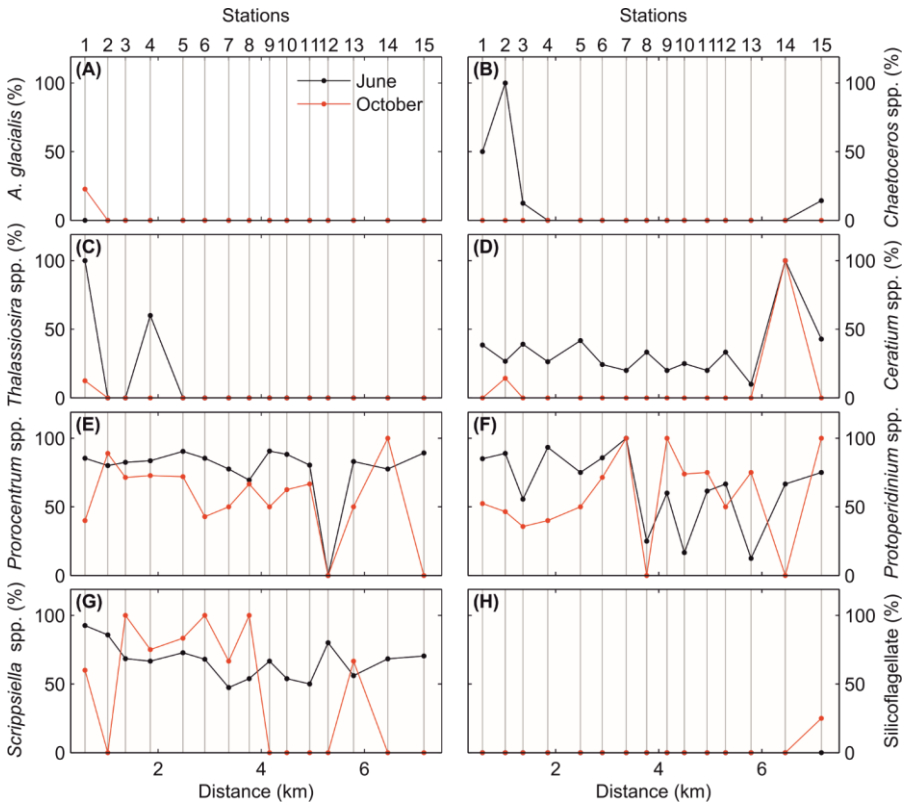 Stations
Stations
1 2 3 4 5 6 7 8 9 10 11 12 13 14 15
1 2 3 4 5 6 7 8 9 10 11 12 13 14 15
(A)
June
October
100
50
0
A. glacialis (%)
(B)
100
50
0
Chaetoceros spp. (%)
(C)
100
50
0
Thalassiosira spp. (%)
(D)
100
50
0
Ceratium spp. (%)
(E)
100
50
0
Prorocentrum spp.
(F)
100
50
0
Protoperidinium spp.
(G)
100
50
0
Scrippsiella spp. (%)
(H)
100
50
0
Silicoflagellate (%)
2 4 6
2 4 6
Distance (km)
Distance (km)